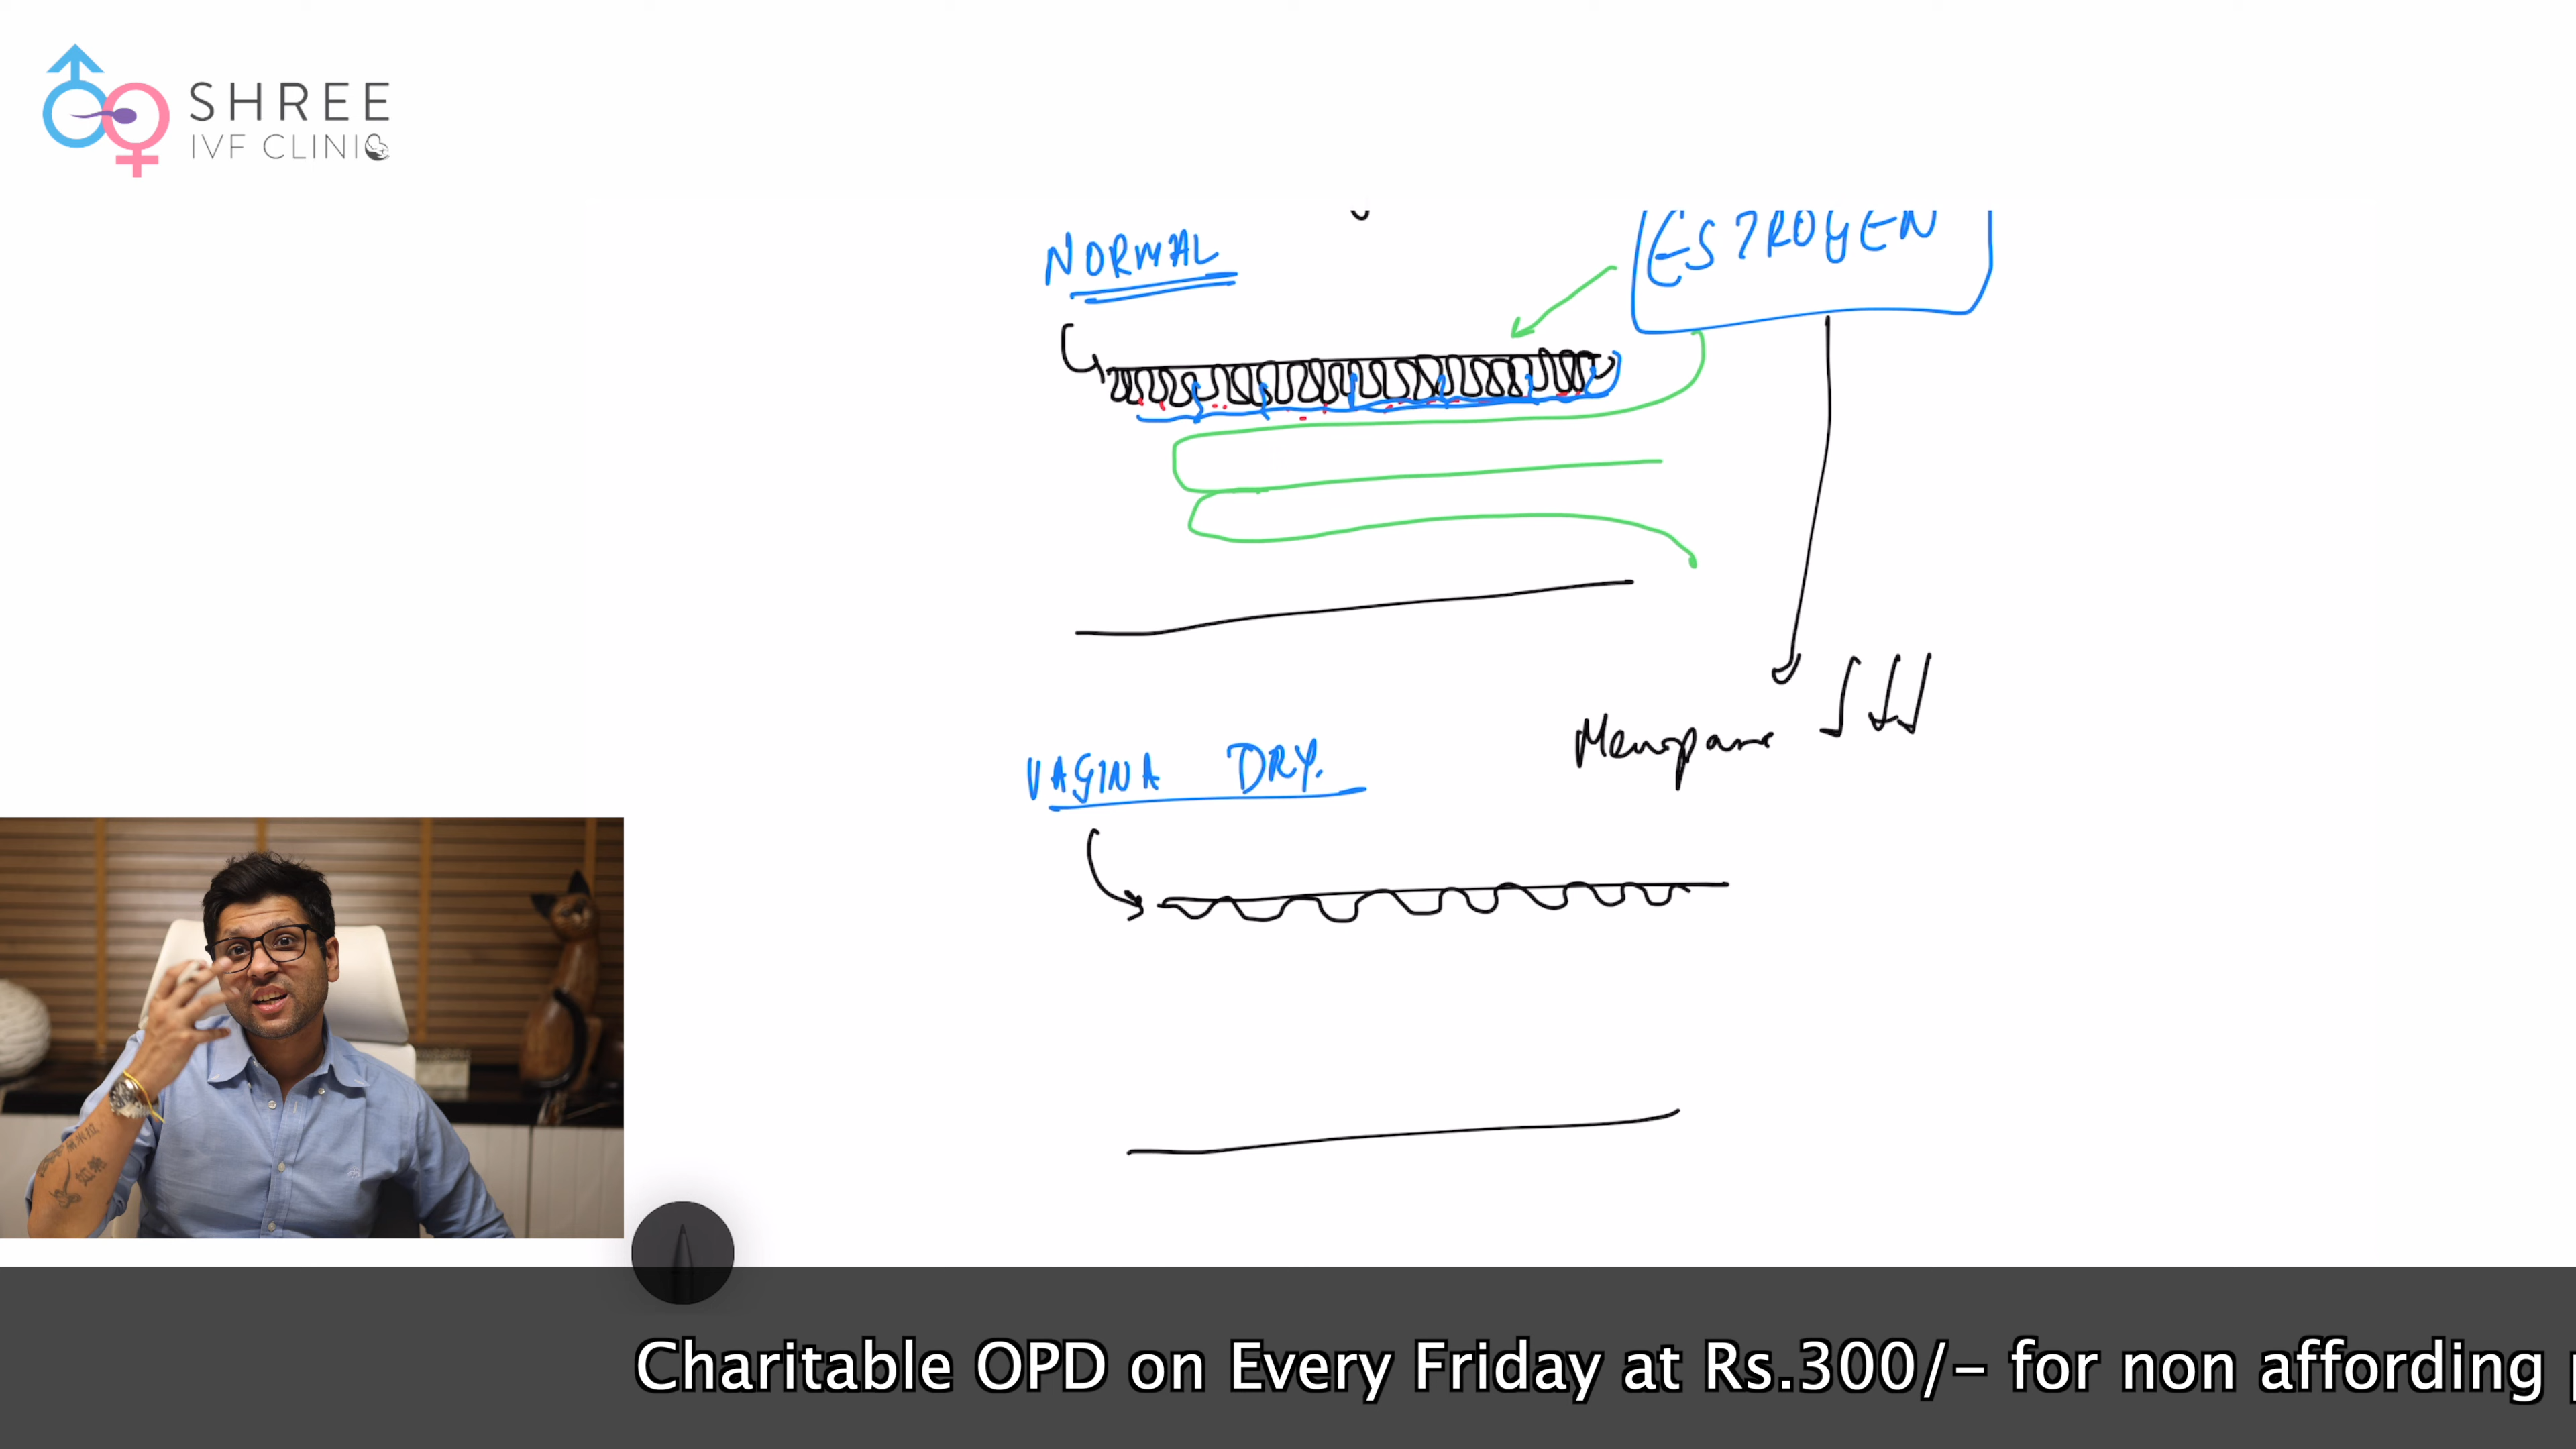 SHREE
IVF CLINIC
ESTROGEN
NORMAL
Menopause
VAGINA DRY.
Charitable OPD on Every Friday at Rs.300/- for non affording